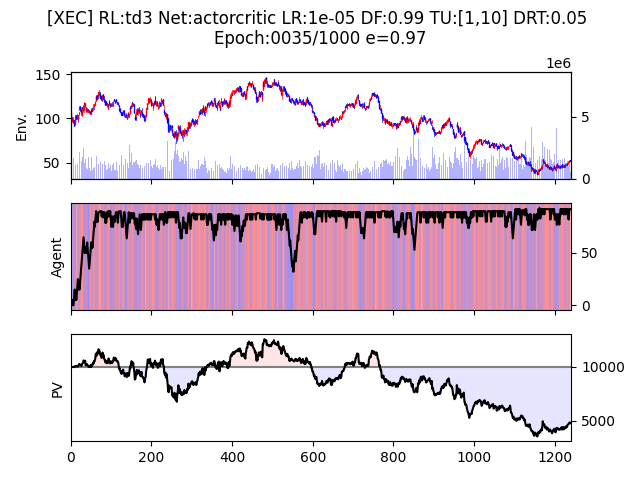 [XEC] RL:td3 Net:actorcritic LR:1e-05 DF:0.99 TU:[1,10] DRT:0.05
Epoch:0035/1000 e=0.97
1e6
150
100
50
Env.
5
0
Agent
50
0
PV
10000
5000
0 200 400 600 800 1000 1200